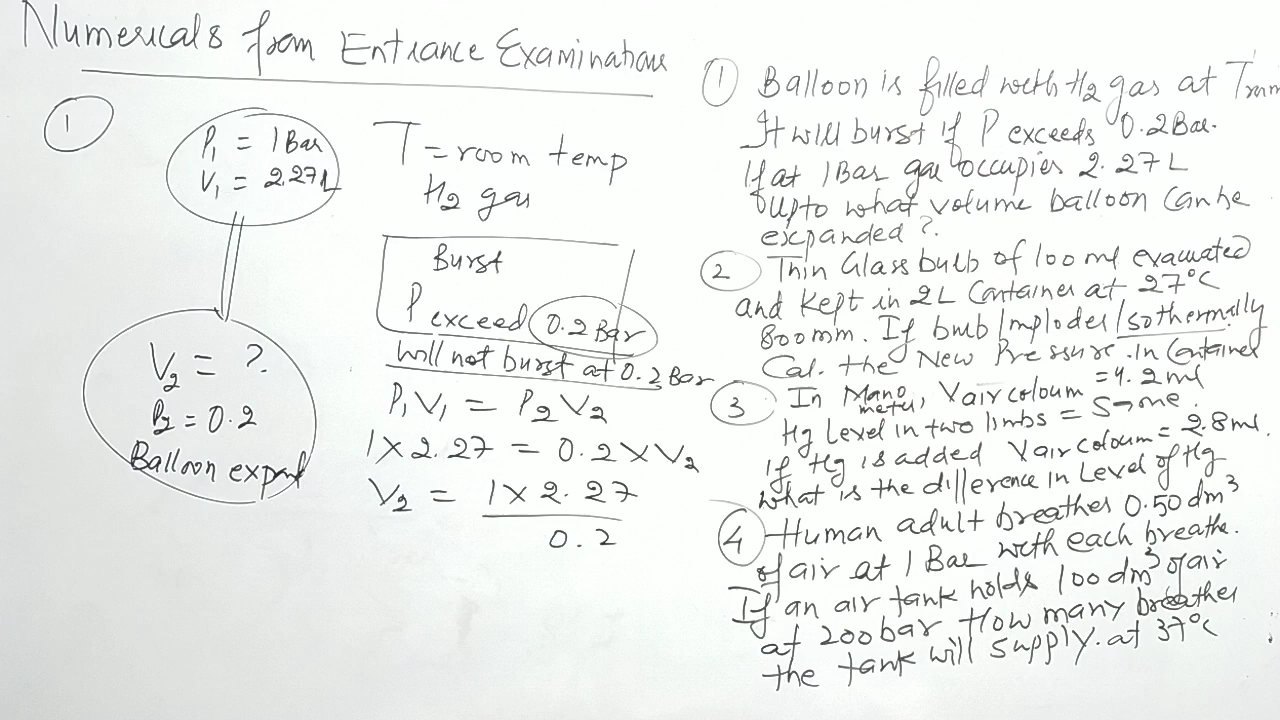 Numericals from Entrance Examinations
1
P₁ = 1 Bar
V₁ = 2.27L
V₂ = ?
P₂ = 0.2
Balloon expand
T = room temp
H₂ gas
Burst
P exceed 0.2 Bar
will not burst at 0.2 Bar
P₁V₁ = P₂V₂
1 × 2.27 = 0.2 × V₂
V₂ = 1 × 2.27
0.2
1 Balloon is filled with H₂ gas at
It will burst if P exceeds 0.2 Bar.
If at 1 Bar gas occupies 2.27 L
Upto what volume balloon can be
expanded?
2 Thin Glass bulb of 100 ml evacuated
and Kept in 2L Container at 27°C
800mm. If bulb Implodes Isothermally
Cal. the New Pressure in Container
3 In Mano meter, V air coloum = 4.2 ml
Hg Level in two limbs = Same.
If Hg is added V air coloum = 2.8 ml.
what is the difference in Level of Hg
4 Human adult breathes 0.50 dm³
of air at 1 Bar with each breathe.
If an air tank holds 100 dm³ of air
at 200 bar How many breathes
the tank will supply. at 37°C